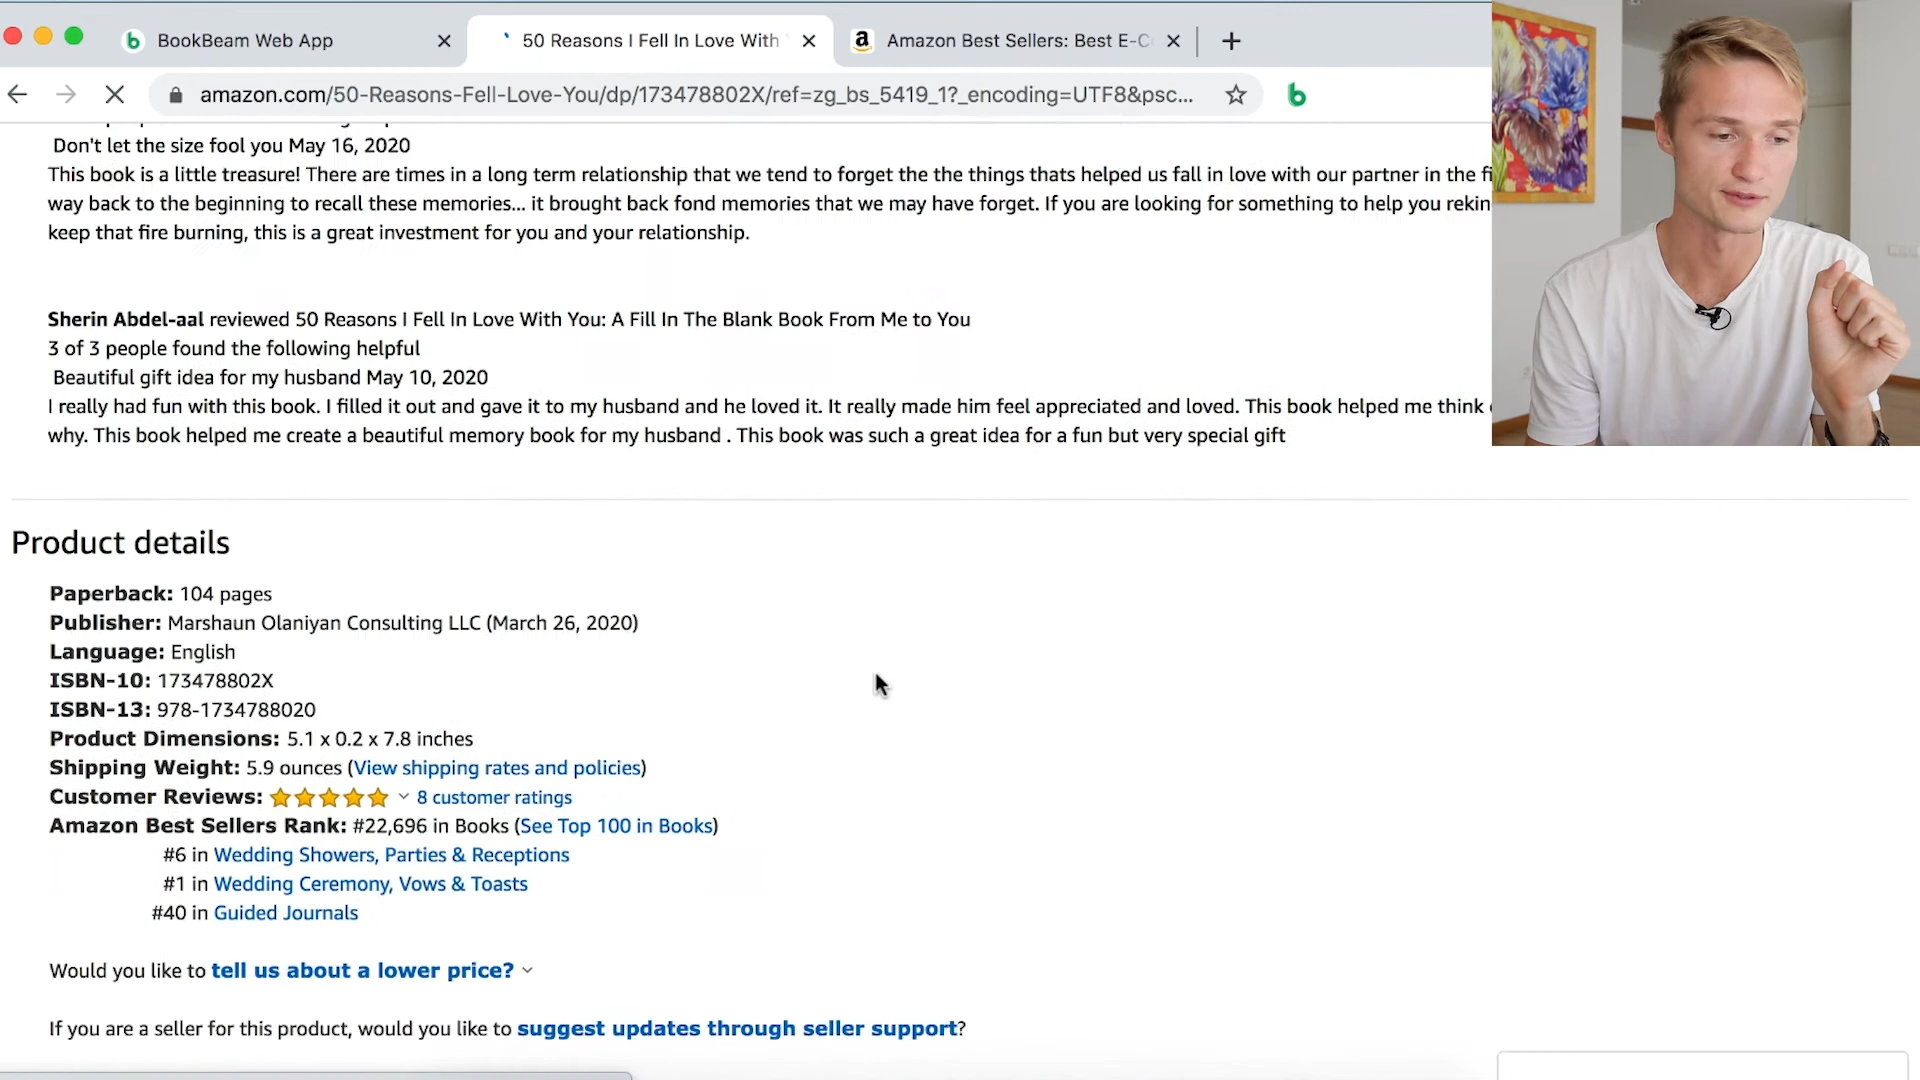 BookBeam Web App
50 Reasons I Fell In Love With
Amazon Best Sellers: Best E-C
amazon.com/50-Reasons-Fell-Love-You/dp/173478802X/ref=zg_bs_5419_1?_encoding=UTF8&psc...
Don't let the size fool you May 16, 2020
This book is a little treasure! There are times in a long term relationship that we tend to forget the the things thats helped us fall in love with our partner in the fi
way back to the beginning to recall these memories... it brought back fond memories that we may have forget. If you are looking for something to help you rekin
keep that fire burning, this is a great investment for you and your relationship.
Sherin Abdel-aal reviewed 50 Reasons I Fell In Love With You: A Fill In The Blank Book From Me to You
3 of 3 people found the following helpful
Beautiful gift idea for my husband May 10, 2020
I really had fun with this book. I filled it out and gave it to my husband and he loved it. It really made him feel appreciated and loved. This book helped me think
why. This book helped me create a beautiful memory book for my husband . This book was such a great idea for a fun but very special gift
Product details
Paperback: 104 pages
Publisher: Marshaun Olaniyan Consulting LLC (March 26, 2020)
Language: English
ISBN-10: 173478802X
ISBN-13: 978-1734788020
Product Dimensions: 5.1 x 0.2 x 7.8 inches
Shipping Weight: 5.9 ounces (View shipping rates and policies)
Customer Reviews: 8 customer ratings
Amazon Best Sellers Rank: #22,696 in Books (See Top 100 in Books)
#6 in Wedding Showers, Parties & Receptions
#1 in Wedding Ceremony, Vows & Toasts
#40 in Guided Journals
Would you like to tell us about a lower price?
If you are a seller for this product, would you like to suggest updates through seller support?